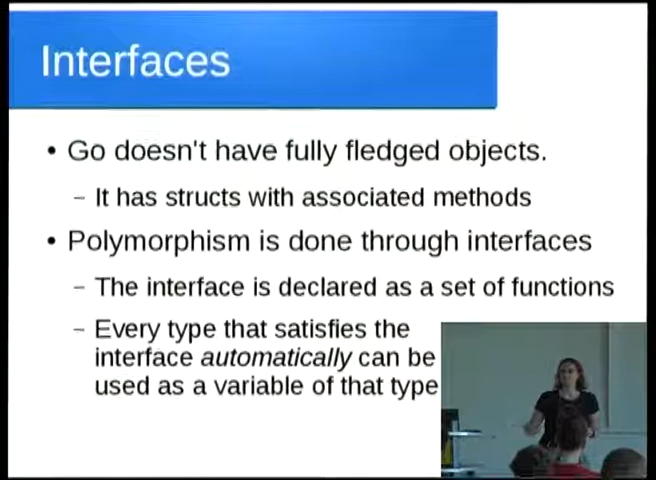 Interfaces
• Go doesn't have fully fledged objects.
– It has structs with associated methods
• Polymorphism is done through interfaces
– The interface is declared as a set of functions
– Every type that satisfies the
interface automatically can be
used as a variable of that type